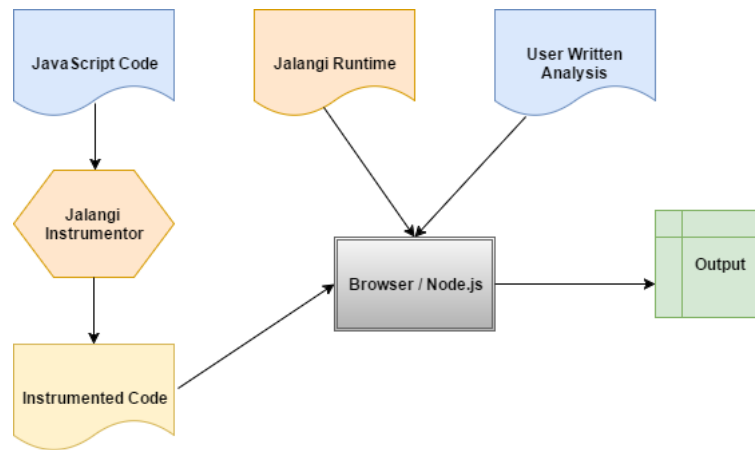 JavaScript Code
Jalangi Runtime
User Written
Analysis
Jalangi
Instrumentor
Browser / Node.js
Output
Instrumented Code